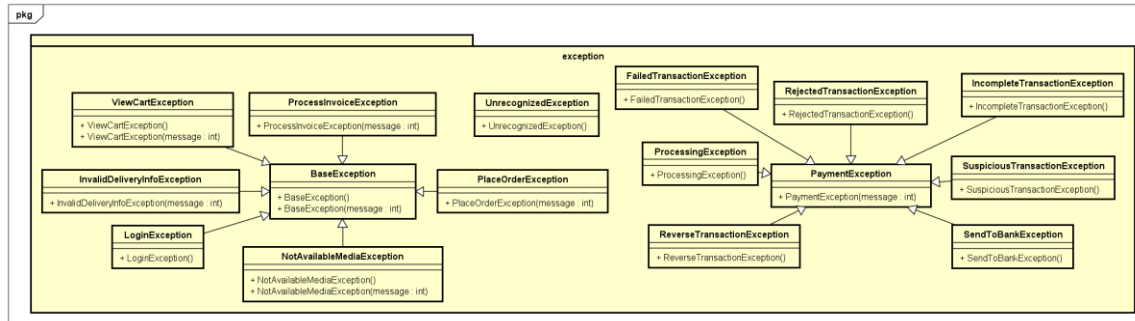 pkg
exception
ViewCartException
+ ViewCartException()
+ ViewCartException(message : int)
ProcessInvoiceException
+ ProcessInvoiceException(message : int)
UnrecognizedException
+ UnrecognizedException()
FailedTransactionException
+ FailedTransactionException()
RejectedTransactionException
+ RejectedTransactionException()
IncompleteTransactionException
+ IncompleteTransactionException()
InvalidDeliveryInfoException
+ InvalidDeliveryInfoException(message : int)
BaseException
+ BaseException()
+ BaseException(message : int)
PlaceOrderException
+ PlaceOrderException(message : int)
ProcessingException
+ ProcessingException()
PaymentException
+ PaymentException(message : int)
SuspiciousTransactionException
+ SuspiciousTransactionException()
LoginException
+ LoginException()
NotAvailableMediaException
+ NotAvailableMediaException()
+ NotAvailableMediaException(message : int)
ReverseTransactionException
+ ReverseTransactionException()
SendToBankException
+ SendToBankException()